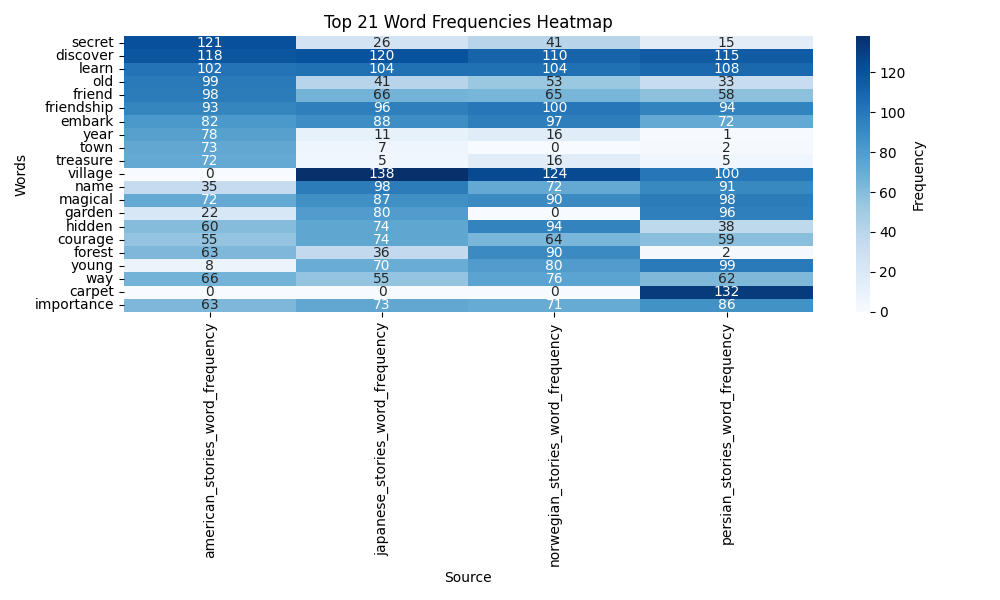 Top 21 Word Frequencies Heatmap
Words
secret 121 26 41 15
discover 118 120 110 115
learn 102 104 104 108
old 99 41 53 33
friend 98 66 65 58
friendship 93 96 100 94
embark 82 88 97 72
year 78 11 16 1
town 73 7 0 2
treasure 72 5 16 5
village 0 138 124 100
name 35 98 72 91
magical 72 87 90 98
garden 22 80 0 96
hidden 60 74 94 38
courage 55 74 64 59
forest 63 36 90 2
young 8 70 80 99
way 66 55 76 62
carpet 0 0 0 132
importance 63 73 71 86
american_stories_word_frequency
japanese_stories_word_frequency
norwegian_stories_word_frequency
persian_stories_word_frequency
Source
120
100
80
60
40
20
0
Frequency